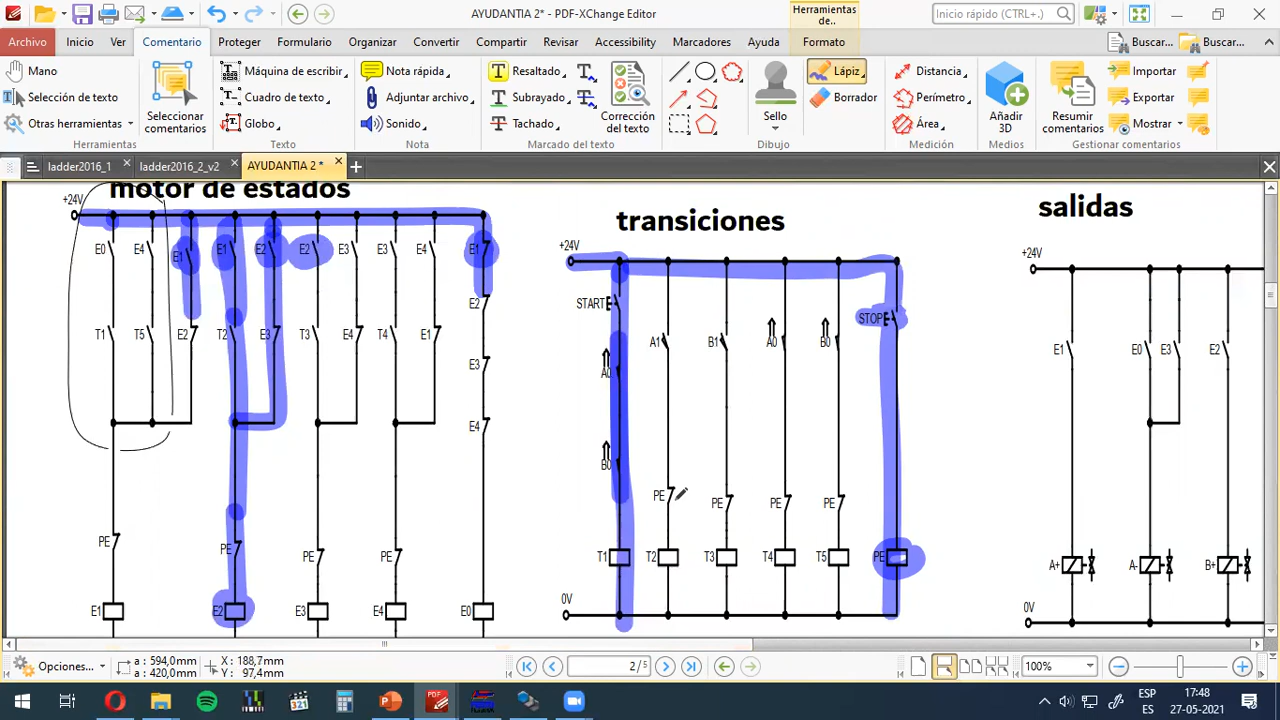 AYUDANTIA 2 * - PDF-XChange Editor
Herramientas de..
Inicio rápido (CTRL+.)
Archivo Inicio Ver Comentario Proteger Formulario Organizar Convertir Compartir Revisar Accessibility Marcadores Ayuda Formato Buscar... Buscar...
Mano
Selección de texto
Otras herramientas
Herramientas
Seleccionar comentarios
Máquina de escribir
Cuadro de texto
Globo
Texto
Nota rápida
Adjuntar archivo
Sonido
Nota
Resaltado
Subrayado
Tachado
Corrección del texto
Marcado del texto
Sello
Lápiz
Borrador
Dibujo
Distancia
Perímetro
Área
Medición
Añadir 3D
Medios
Resumir comentarios
Importar
Exportar
Mostrar
Gestionar comentarios
ladder2016_1 ladder2016_2_v2 AYUDANTIA 2 *
motor de estados
+24V
E0 E4 E1 E1 E2 E2 E3 E3 E4 E1
E2
T1 T5 E2 T2 E3 T3 E4 T4 E1
E3
E4
PE PE PE PE
E1 E2 E3 E4 E0
transiciones
+24V
START STOP
A1 B1 A0 B0
A0
B0
PE PE PE PE
T1 T2 T3 T4 T5 PE
0V
salidas
+24V
E1 E0 E3 E2
A+ A- B+
0V
Opciones...
a : 594,0mm
a : 420,0mm
X : 188,7mm
Y : 97,4mm
2/5
100%
ESP
ES
17:48
27-05-2021